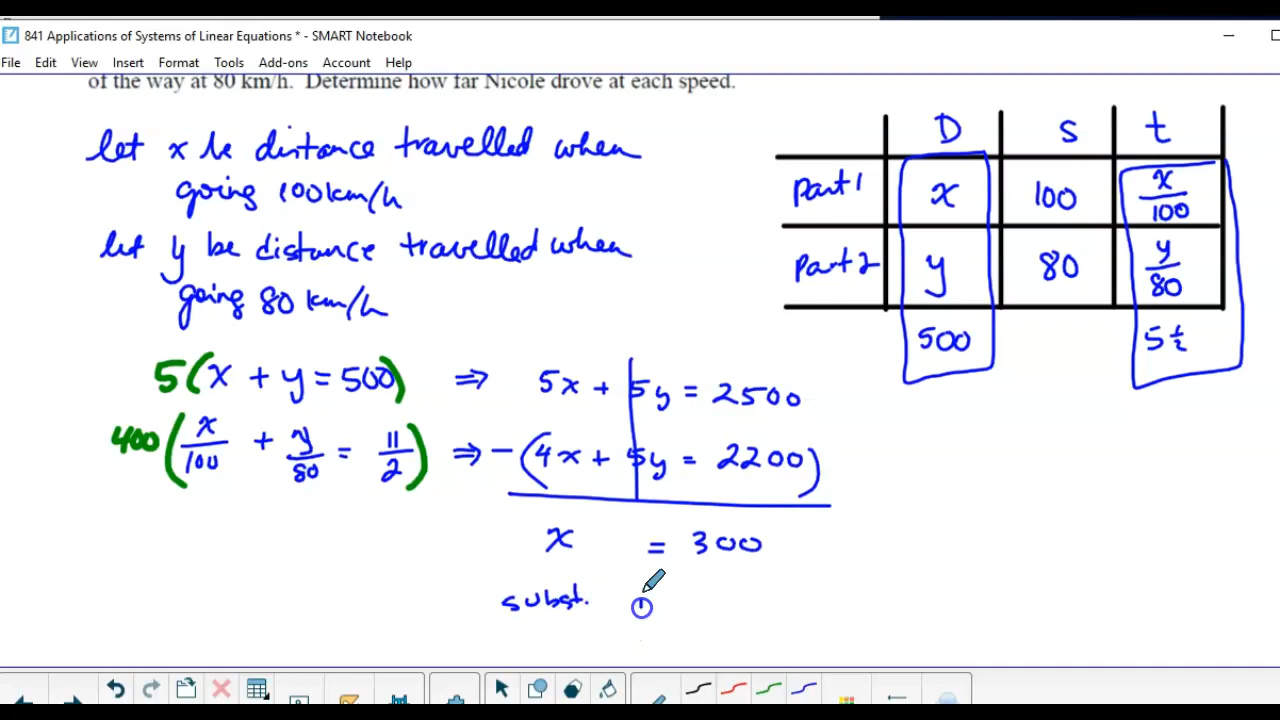 841 Applications of Systems of Linear Equations * - SMART Notebook
File Edit View Insert Format Tools Add-ons Account Help
of the way at 80 km/h. Determine how far Nicole drove at each speed.
let x be distance travelled when
going 100 km/h
let y be distance travelled when
going 80 km/h
D s t
Part 1 x 100 x/100
Part 2 y 80 y/80
500 5 1/2
5(x + y = 500) ⇒ 5x + 5y = 2500
400(x/100 + y/80 = 11/2) ⇒ -(4x + 5y = 2200)
x = 300
subst.